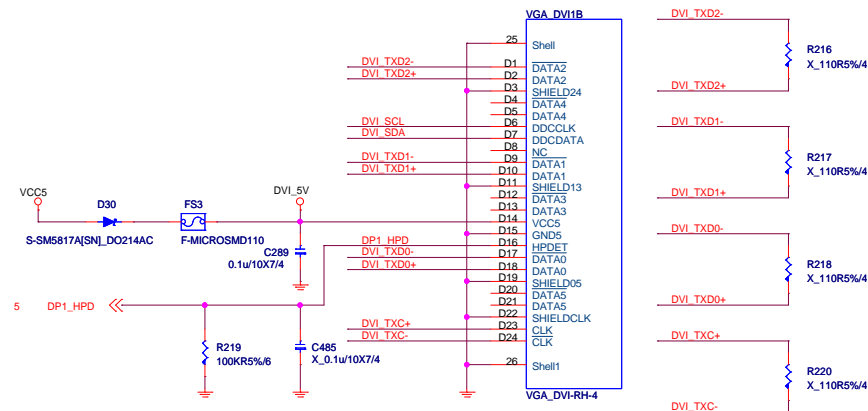 VGA_DVI1B
25 Shell
DVI_TXD2- D1 DATA2
DVI_TXD2+ D2 DATA2
D3 SHIELD24
D4 DATA4
D5 DATA4
DVI_SCL D6 DDCCLK
DVI_SDA D7 DDCDATA
D8 NC
DVI_TXD1- D9 DATA1
DVI_TXD1+ D10 DATA1
D11 SHIELD13
D12 DATA3
D13 DATA3
D14 VCC5
D15 GND5
DP1_HPD D16 HPDET
DVI_TXD0- D17 DATA0
DVI_TXD0+ D18 DATA0
D19 SHIELD05
D20 DATA5
D21 DATA5
D22 SHIELDCLK
DVI_TXC+ D23 CLK
DVI_TXC- D24 CLK
26 Shell1
VGA_DVI-RH-4
VCC5
D30
S-SM5817A[SN]_DO214AC
FS3
F-MICROSMD110
DVI_5V
C289
0.1u/10X7/4
5 DP1_HPD
R219
100KR5%/6
C485
X_0.1u/10X7/4
DVI_TXD2-
R216
X_110R5%/4
DVI_TXD2+
DVI_TXD1-
R217
X_110R5%/4
DVI_TXD1+
DVI_TXD0-
R218
X_110R5%/4
DVI_TXD0+
DVI_TXC+
R220
X_110R5%/4
DVI_TXC-